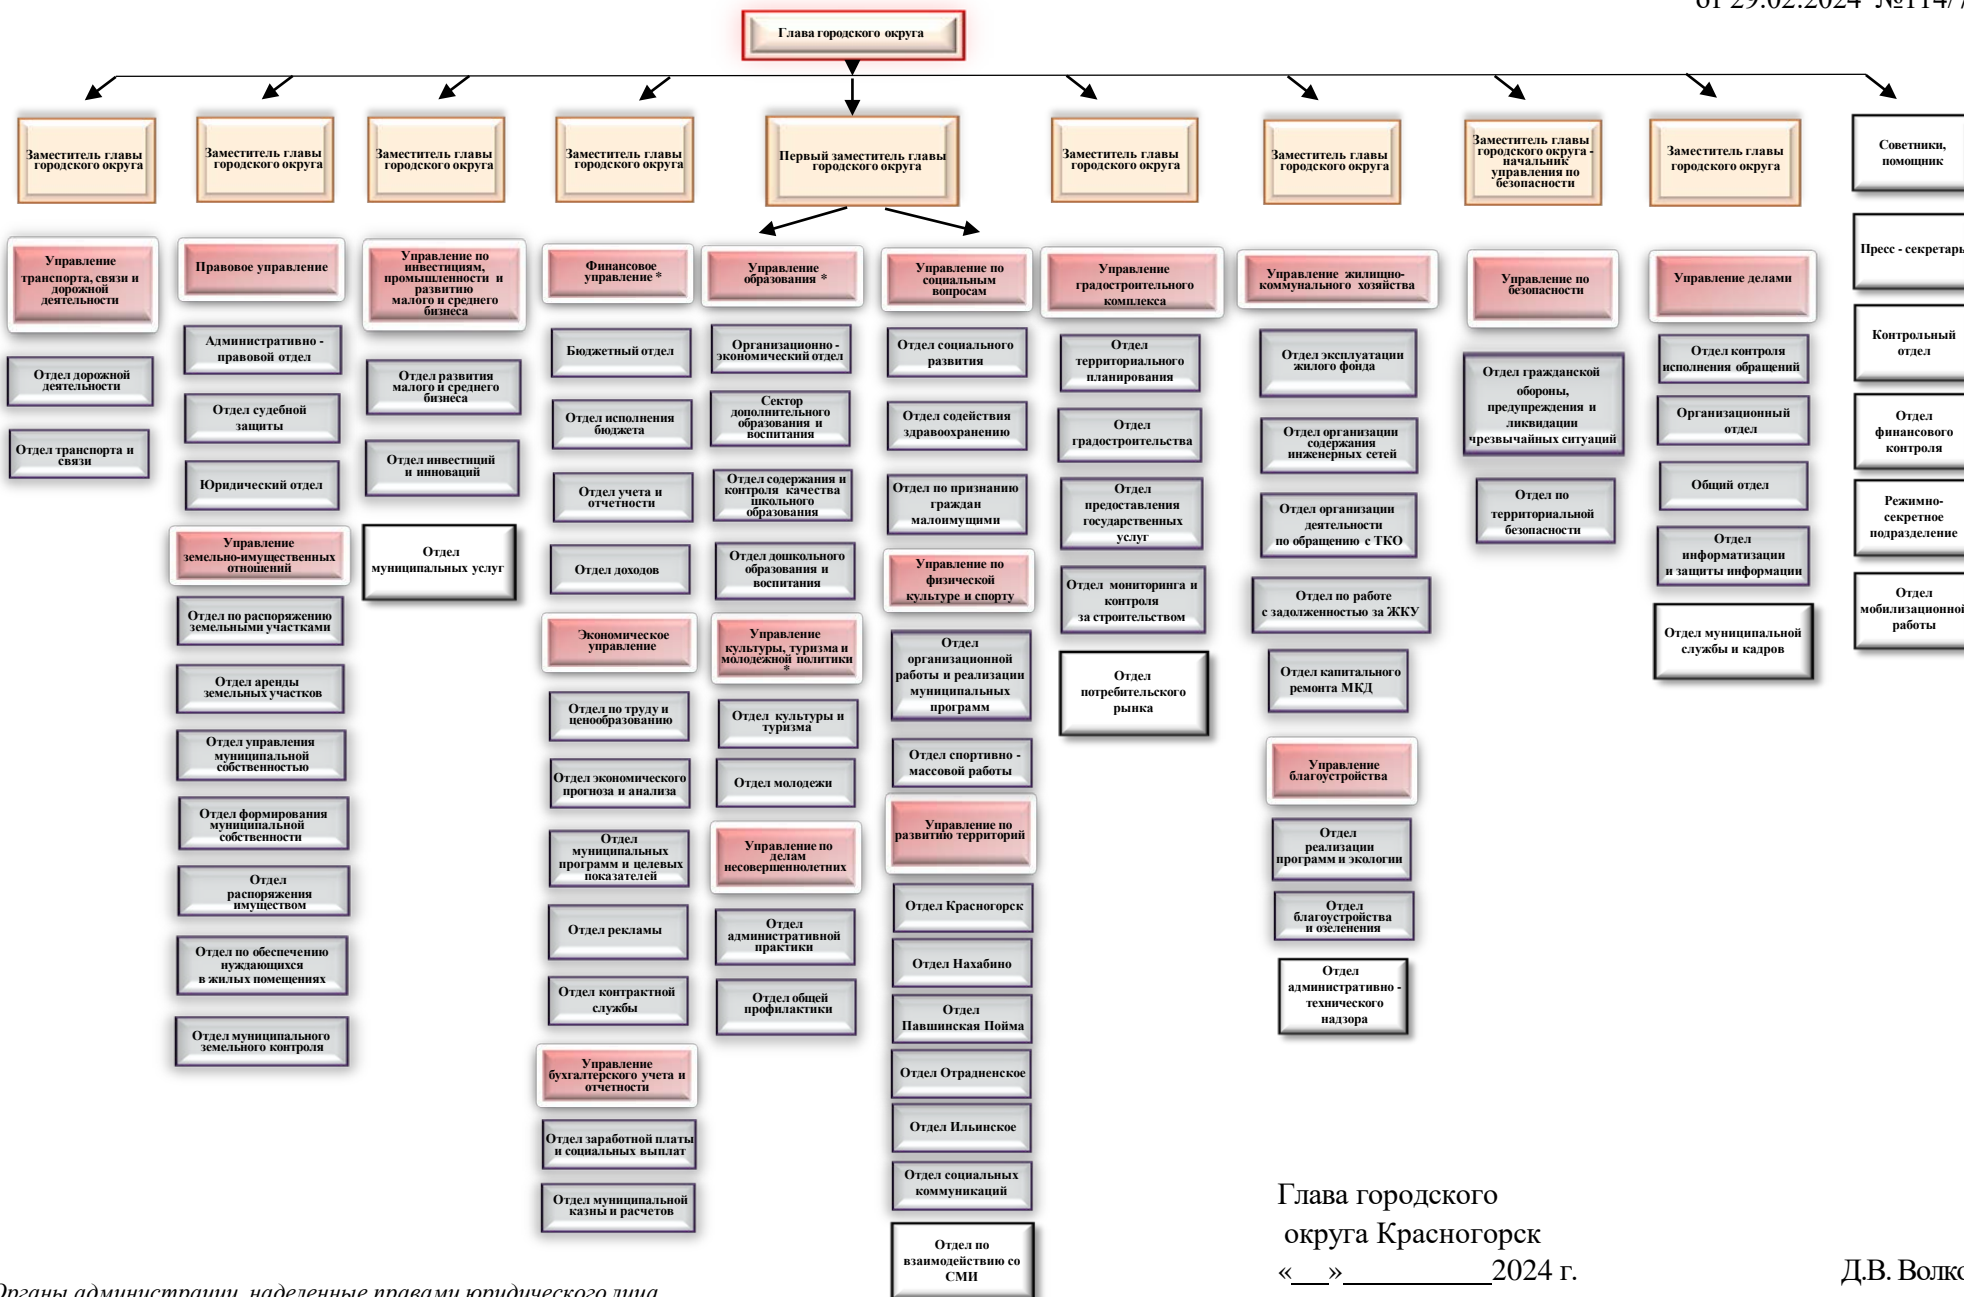 от 29.02.2024 №114/
Глава городского округа
Заместитель главы
городского округа
Заместитель главы
городского округа
Заместитель главы
городского округа
Заместитель главы
городского округа
Первый заместитель главы
городского округа
Заместитель главы
городского округа
Заместитель главы
городского округа
Заместитель главы
городского округа -
начальник
управления по
безопасности
Заместитель главы
городского округа
Советники,
помощник
Управление
транспорта, связи и
дорожной
деятельности
Отдел дорожной
деятельности
Отдел транспорта и
связи
Правовое управление
Административно -
правовой отдел
Отдел судебной
защиты
Юридический отдел
Управление
земельно-имущественных
отношений
Отдел по распоряжению
земельными участками
Отдел аренды
земельных участков
Отдел управления
муниципальной
собственностью
Отдел формирования
муниципальной
собственности
Отдел
распоряжения
имуществом
Отдел по обеспечению
нуждающихся
в жилых помещениях
Отдел муниципального
земельного контроля
Управление по
инвестициям,
промышленности и
развитию
малого и среднего
бизнеса
Отдел развития
малого и среднего
бизнеса
Отдел инвестиций
и инноваций
Отдел
муниципальных услуг
Финансовое
управление *
Бюджетный отдел
Отдел исполнения
бюджета
Отдел учета и
отчетности
Отдел доходов
Экономическое
управление
Отдел по труду и
ценообразованию
Отдел экономического
прогноза и анализа
Отдел
муниципальных
программ и целевых
показателей
Отдел рекламы
Отдел контрактной
службы
Управление
бухгалтерского учета и
отчетности
Отдел заработной платы
и социальных выплат
Отдел муниципальной
казны и расчетов
Управление
образования *
Организационно -
экономический отдел
Сектор
дополнительного
образования и
воспитания
Отдел содержания и
контроля качества
школьного
образования
Отдел дошкольного
образования и
воспитания
Управление
культуры, туризма и
молодежной политики
*
Отдел культуры и
туризма
Отдел молодежи
Управление по
делам
несовершеннолетних
Отдел
административной
практики
Отдел общей
профилактики
Управление по
социальным
вопросам
Отдел социального
развития
Отдел содействия
здравоохранению
Отдел по признанию
граждан
малоимущими
Управление по
физической
культуре и спорту
Отдел
организационной
работы и реализации
муниципальных
программ
Отдел спортивно -
массовой работы
Управление по
развитию территорий
Отдел Красногорск
Отдел Нахабино
Отдел
Павшинская Пойма
Отдел Отрадненское
Отдел Ильинское
Отдел социальных
коммуникаций
Отдел по
взаимодействию со
СМИ
Управление
градостроительного
комплекса
Отдел
территориального
планирования
Отдел
градостроительства
Отдел
предоставления
государственных
услуг
Отдел мониторинга и
контроля
за строительством
Отдел
потребительского
рынка
Управление жилищно-
коммунального хозяйства
Отдел эксплуатации
жилого фонда
Отдел организации
содержания
инженерных сетей
Отдел организации
деятельности
по обращению с ТКО
Отдел по работе
с задолженностью за ЖКУ
Отдел капитального
ремонта МКД
Управление
благоустройства
Отдел
реализации
программ и экологии
Отдел
благоустройства
и озеленения
Отдел
административно -
технического
надзора
Управление по
безопасности
Отдел гражданской
обороны,
предупреждения и
ликвидации
чрезвычайных ситуаций
Отдел по
территориальной
безопасности
Управление делами
Отдел контроля
исполнения обращений
Организационный
отдел
Общий отдел
Отдел
информатизации
и защиты информации
Отдел муниципальной
службы и кадров
Пресс - секретарь
Контрольный
отдел
Отдел
финансового
контроля
Режимно-
секретное
подразделение
Отдел
мобилизационной
работы
Глава городского
округа Красногорск
«___»___________2024 г.
Д.В. Волко
Органы администрации, наделенные правами юридического лица